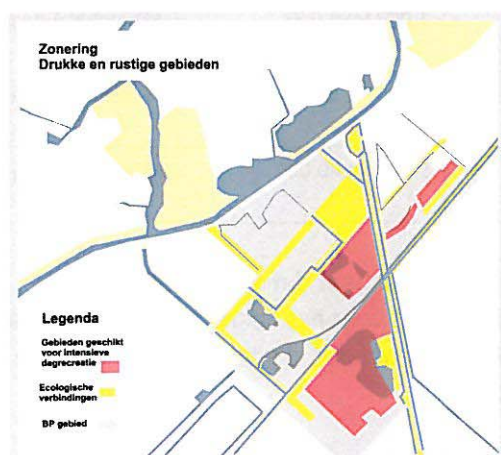 Zonering
Drukke en rustige gebieden
Legenda
Gebieden geschikt
voor intensieve
dagrecreatie
Ecologische
verbindingen
BP gebied